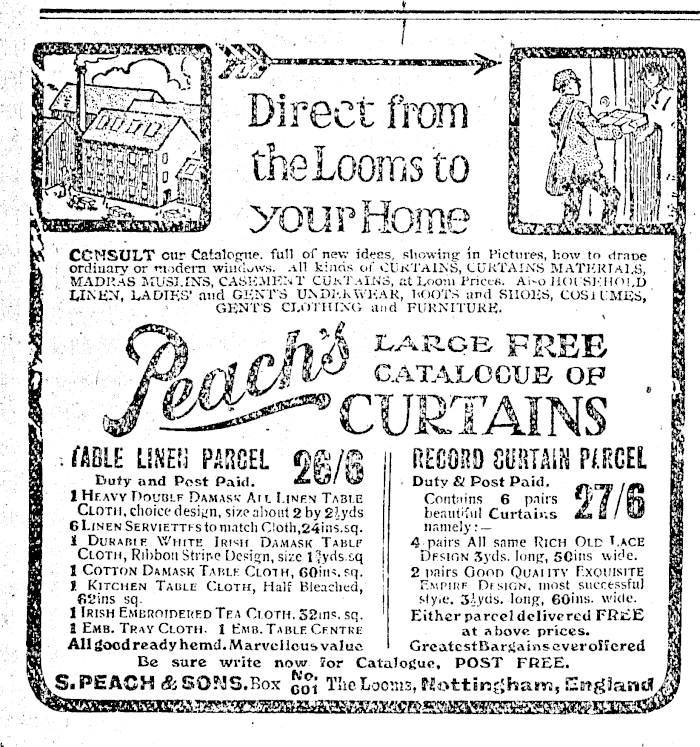 Direct from
the Looms to
your Home
CONSULT our Catalogue, full of new ideas, showing in Pictures, how to drape
ordinary or modern windows. All kinds of CURTAINS, CURTAINS MATERIALS,
MADRAS MUSLINS, CASEMENT CURTAINS, at Loom Prices. Also HOUSEHOLD
LINEN, LADIES' and GENT'S UNDERWEAR, BOOTS and SHOES, COSTUMES,
GENT'S CLOTHING and FURNITURE.
Peach's LARGE FREE
CATALOGUE OF
CURTAINS
TABLE LINEN PARCEL 26/6
Duty and Post Paid.
1 HEAVY DOUBLE DAMASK ALL LINEN TABLE
CLOTH, choice design, size about 2 by 2½yds
6 LINEN SERVIETTES to match Cloth, 24ins.sq.
1 DURABLE WHITE IRISH DAMASK TABLE
CLOTH, Ribbon Stripe Design, size yds.sq
1 COTTON DAMASK TABLE CLOTH, 60ins. sq.
1 KITCHEN TABLE CLOTH, Half Bleached,
62ins sq.
1 IRISH EMBROIDERED TEA CLOTH. 32ins. sq.
1 EMB. TRAY CLOTH. 1 EMB. TABLE CENTRE
All good ready hemd. Marvellous value
RECORD CURTAIN PARCEL
Duty & Post Paid.
27/6
Contains 6 pairs
beautiful Curtains
namely:—
4 pairs All same RICH OLD LACE
DESIGN 3yds. long, 50ins wide.
2 pairs GOOD QUALITY EXQUISITE
EMPIRE DESIGN, most successful
style, 3½yds. long, 60ins. wide.
Either parcel delivered FREE
at above prices.
Greatest Bargains ever offered
Be sure write now for Catalogue, POST FREE.
S. PEACH & SONS. Box No. 601 The Looms, Nottingham, England